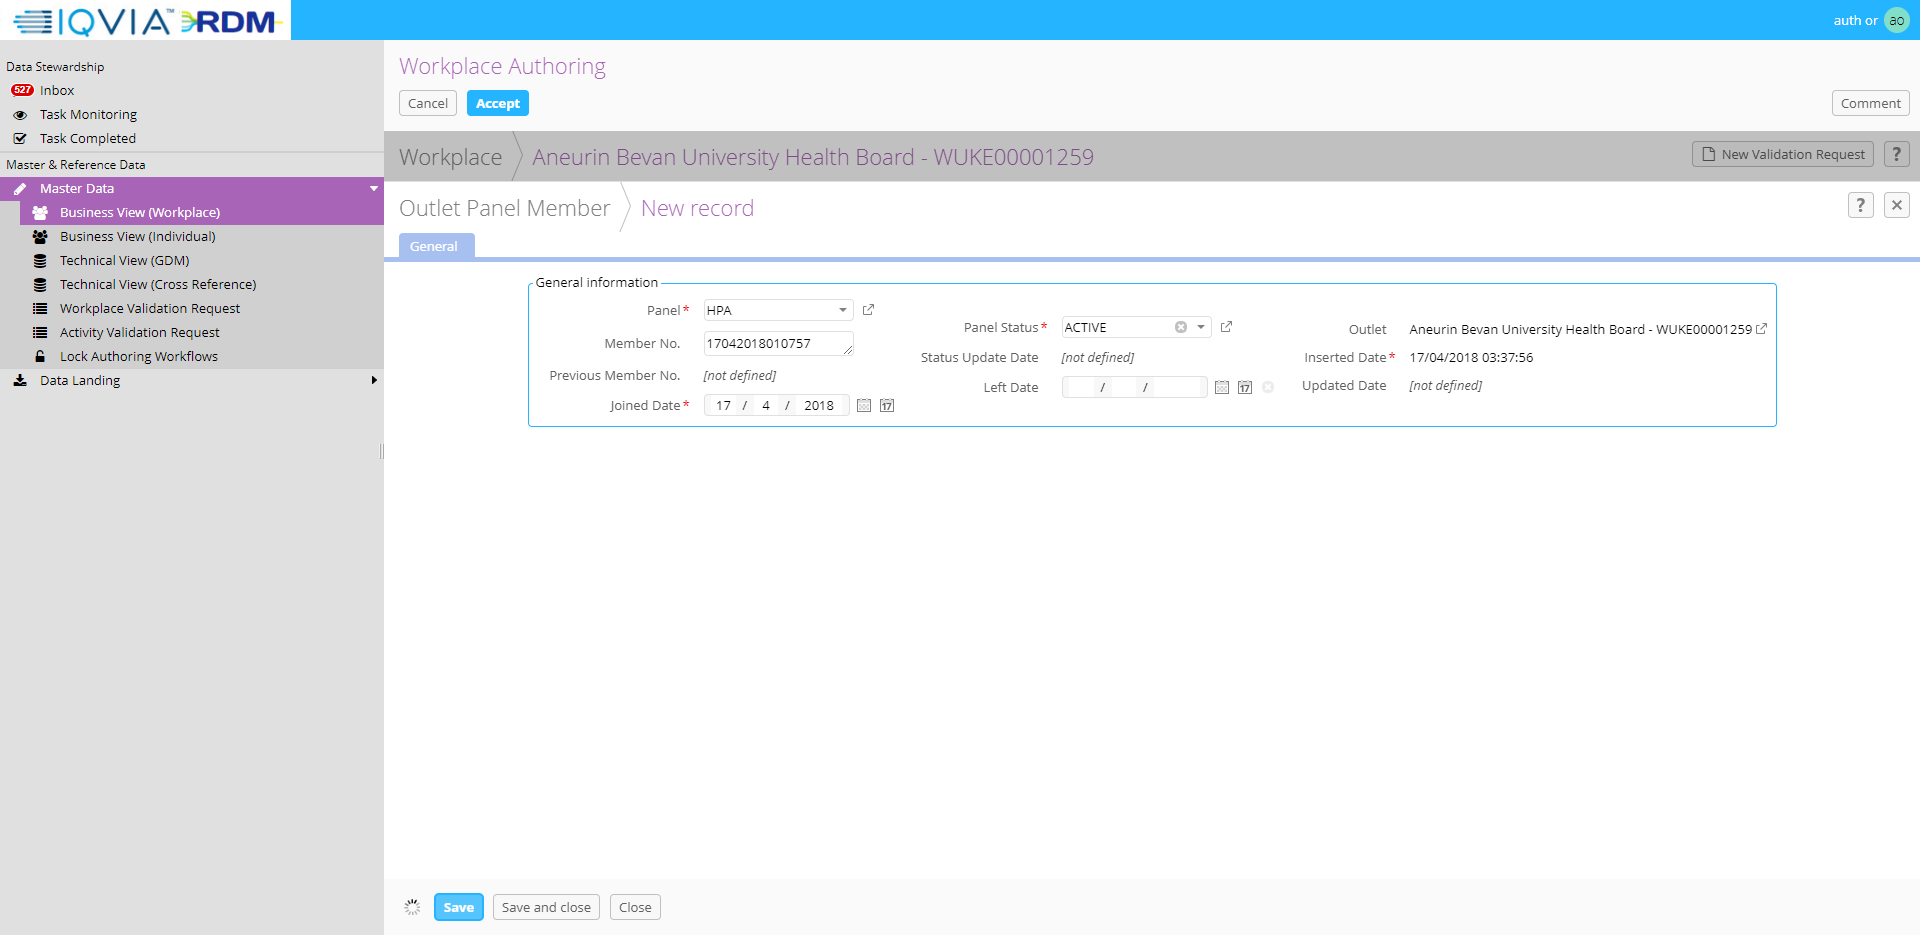 IQVIA™ RDM
auth or ao
Data Stewardship
527 Inbox
Task Monitoring
Task Completed
Master & Reference Data
Master Data
Business View (Workplace)
Business View (Individual)
Technical View (GDM)
Technical View (Cross Reference)
Workplace Validation Request
Activity Validation Request
Lock Authoring Workflows
Data Landing
Workplace Authoring
Cancel Accept Comment
Workplace Aneurin Bevan University Health Board - WUKE00001259 New Validation Request ?
Outlet Panel Member New record ? ×
General
General information
Panel* HPA
Member No. 17042018010757
Previous Member No. [not defined]
Joined Date* 17 / 4 / 2018 17
Panel Status* ACTIVE
Status Update Date [not defined]
Left Date / / 17
Outlet Aneurin Bevan University Health Board - WUKE00001259
Inserted Date* 17/04/2018 03:37:56
Updated Date [not defined]
Save Save and close Close